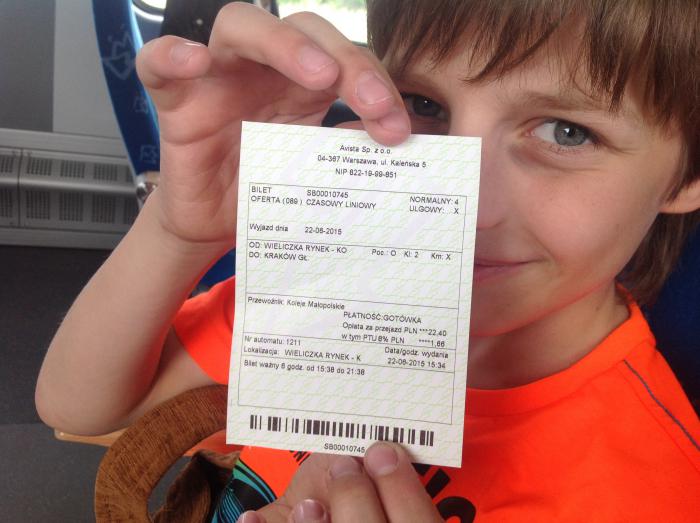 Avista Sp. z o.o.
04-367 Warszawa, ul. Kaleńska 5
NIP 822-19-99-851
BILET SB00010745 NORMALNY: 4
OFERTA (089 ) CZASOWY LINIOWY ULGOWY: X
Wyjazd dnia 22-06-2015
OD: WIELICZKA RYNEK - KO Poc.: O Kl: 2 Km: X
DO: KRAKÓW GŁ.
Przewoźnik: Koleje Małopolskie
PŁATNOŚĆ:GOTÓWKA
Opłata za przejazd PLN ***22,40
w tym PTU 8% PLN ****1,66
Nr automatu: 1211 Data/godz. wydania
Lokalizacja: WIELICZKA RYNEK - K 22-06-2015 15:34
Bilet ważny 6 godz. od 15:38 do 21:38
SB00010745